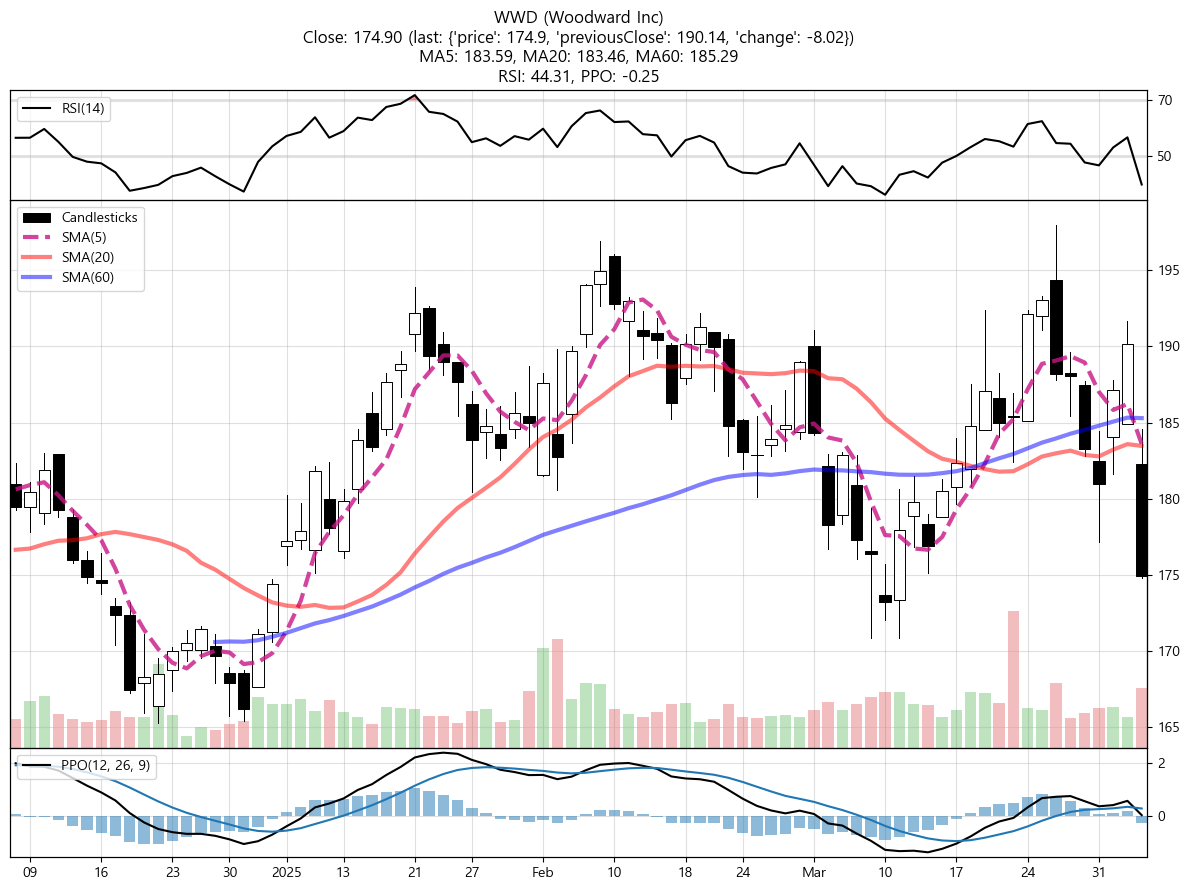 WWD (Woodward Inc)
Close: 174.90 (last: {'price': 174.9, 'previousClose': 190.14, 'change': -8.02})
MA5: 183.59, MA20: 183.46, MA60: 185.29
RSI: 44.31, PPO: -0.25
RSI(14)
70
50
Candlesticks
SMA(5)
SMA(20)
SMA(60)
195
190
185
180
175
170
165
PPO(12, 26, 9)
2
0
09 16 23 30 2025 13 21 27 Feb 10 18 24 Mar 10 17 24 31